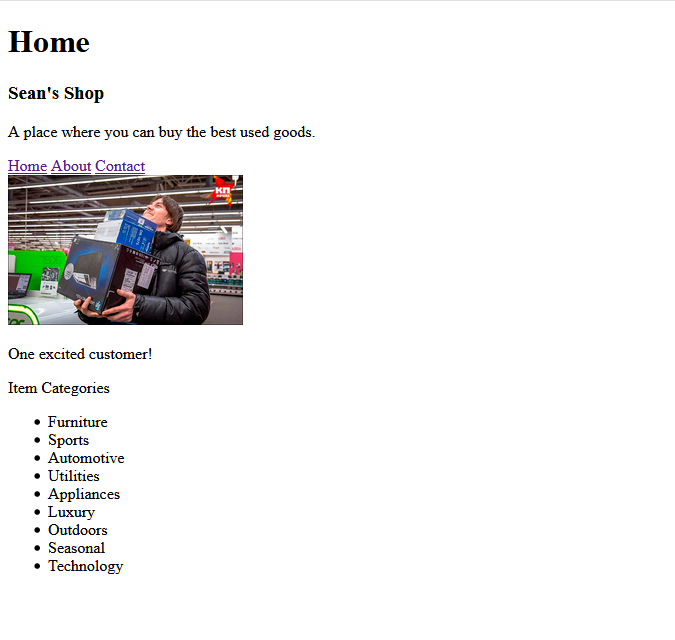 Home
Sean's Shop
A place where you can buy the best used goods.
Home About Contact
КП
One excited customer!
Item Categories
Furniture
Sports
Automotive
Utilities
Appliances
Luxury
Outdoors
Seasonal
Technology